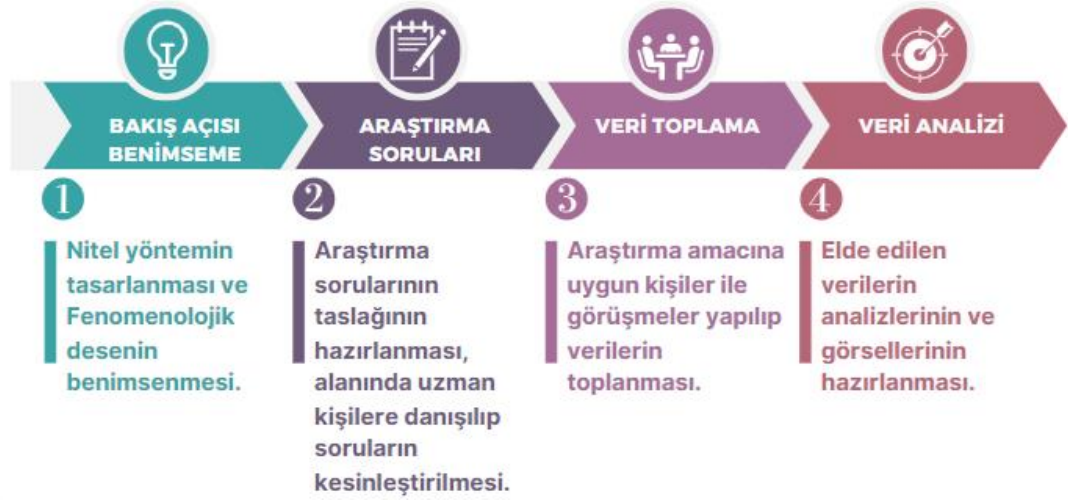 BAKIŞ AÇISI
BENİMSEME
ARAŞTIRMA
SORULARI
VERİ TOPLAMA
VERİ ANALİZİ
1
Nitel yöntemin
tasarlanması ve
Fenomenolojik
desenin
benimsenmesi.
2
Araştırma
sorularının
taslağının
hazırlanması,
alanında uzman
kişilere danışılıp
soruların
kesinleştirilmesi.
3
Araştırma amacına
uygun kişiler ile
görüşmeler yapılıp
verilerin
toplanması.
4
Elde edilen
verilerin
analizlerinin ve
görsellerinin
hazırlanması.